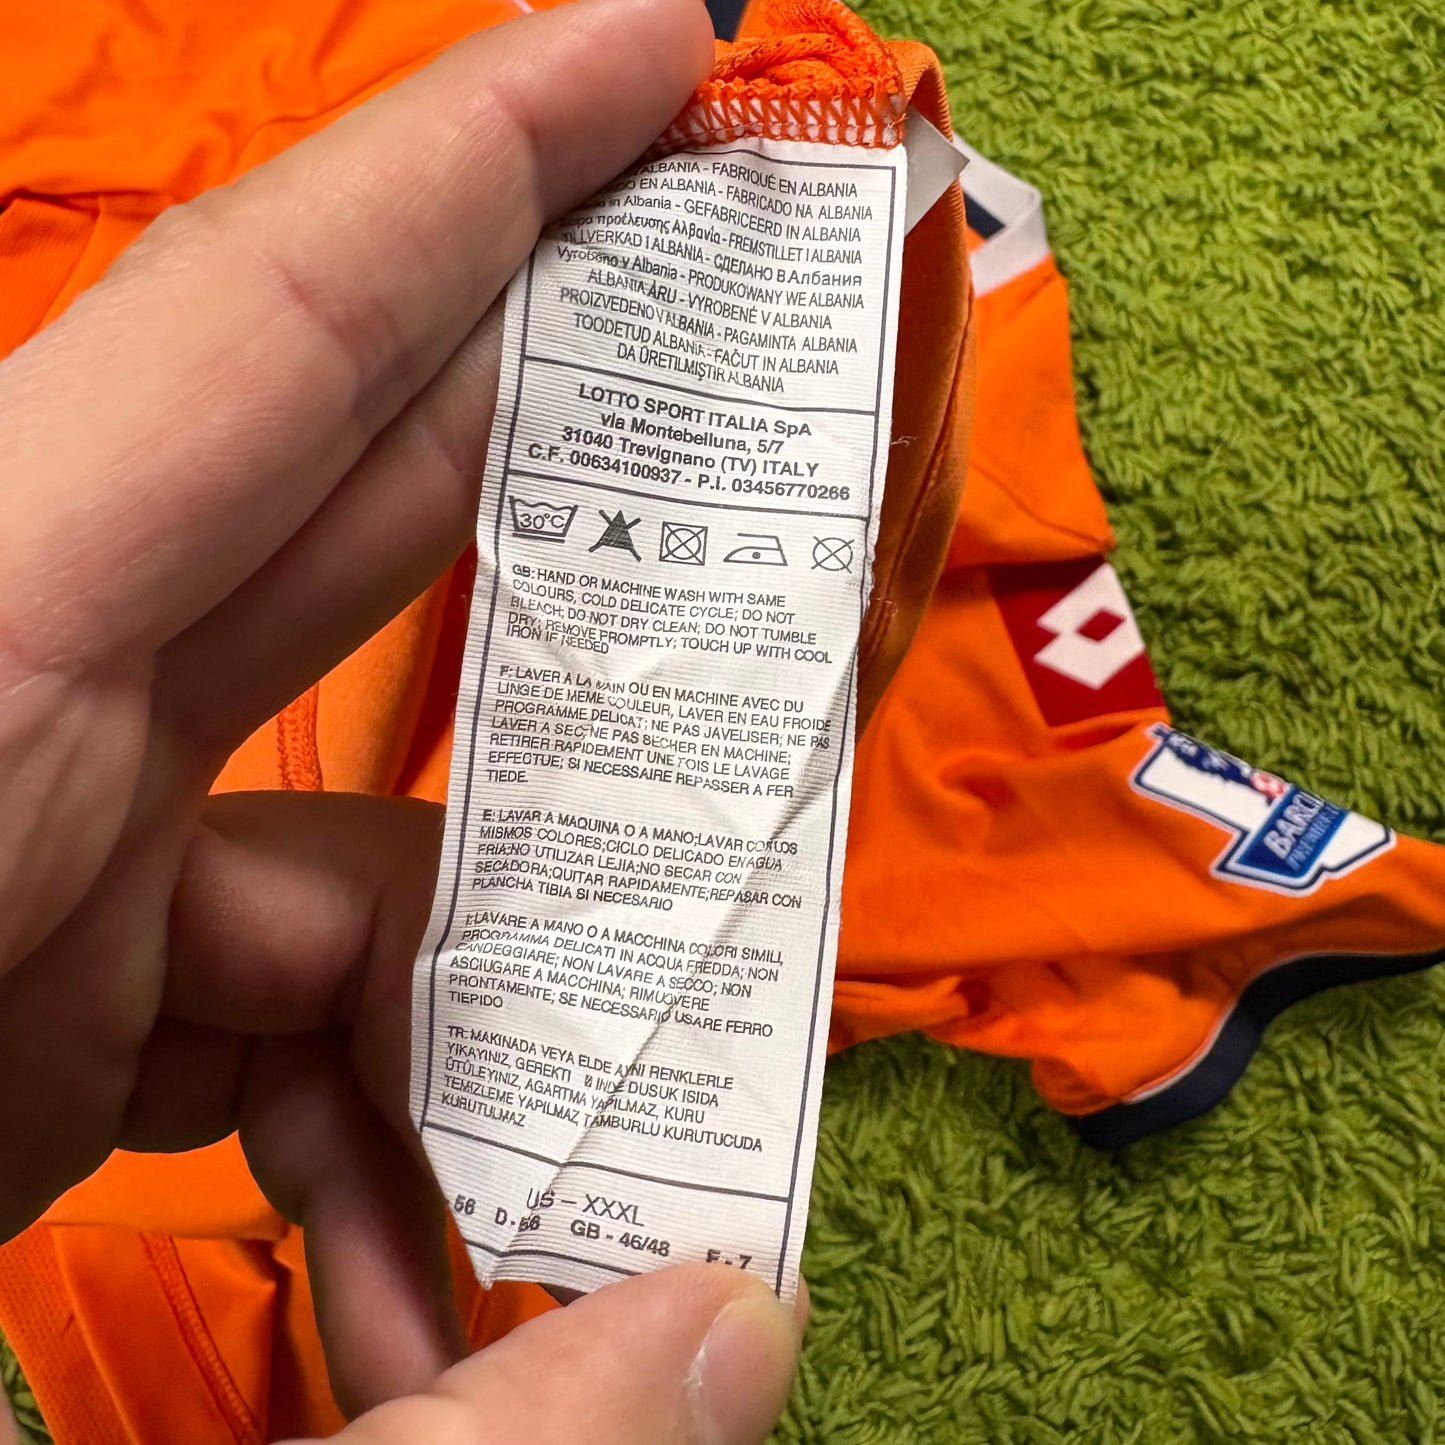 ALBANIA - FABRIQUÉ EN ALBANIA
EN ALBANIA - FABRICADO NA ALBANIA
in Albania - GEFABRICEERD IN ALBANIA
προέλευσης Αλβανία - FREMSTILLET I ALBANIA
TILLVERKAD I ALBANIA - СДЕЛАНО В Албания
Vyrobeno v Albania - PRODUKOWANY WE ALBANIA
ALBANIA ÁRU - VYROBENÉ V ALBANIA
PROIZVEDENO V ALBANIA - PAGAMINTA ALBANIA
TOODETUD ALBANIA - FAČUT IN ALBANIA
DA ÜRETILMIŞTIR ALBANIA
LOTTO SPORT ITALIA SpA
via Montebelluna, 5/7
31040 Trevignano (TV) ITALY
C.F. 00634100937 - P.I. 03456770266
30°C
GB: HAND OR MACHINE WASH WITH SAME
COLOURS, COLD DELICATE CYCLE; DO NOT
BLEACH; DO NOT DRY CLEAN; DO NOT TUMBLE
DRY; REMOVE PROMPTLY; TOUCH UP WITH COOL
IRON IF NEEDED
F: LAVER A LA MAIN OU EN MACHINE AVEC DU
LINGE DE MEME COULEUR, LAVER EN EAU FROIDE
PROGRAMME DELICAT; NE PAS JAVELISER; NE PAS
LAVER A SEC; NE PAS SECHER EN MACHINE;
RETIRER RAPIDEMENT UNE FOIS LE LAVAGE
EFFECTUE; SI NECESSAIRE REPASSER A FER
TIEDE.
E: LAVAR A MAQUINA O A MANO;LAVAR CON LOS
MISMOS COLORES;CICLO DELICADO EN AGUA
FRIA;NO UTILIZAR LEJIA;NO SECAR CON
SECADORA;QUITAR RAPIDAMENTE;REPASAR CON
PLANCHA TIBIA SI NECESARIO
I: LAVARE A MANO O A MACCHINA COLORI SIMILI,
PROGRAMMA DELICATI IN ACQUA FREDDA; NON
CANDEGGIARE; NON LAVARE A SECCO; NON
ASCIUGARE A MACCHINA; RIMUOVERE
PRONTAMENTE; SE NECESSARIO USARE FERRO
TIEPIDO
TR: MAKINADA VEYA ELDE AYNI RENKLERLE
YIKAYINIZ, GEREKTI INDE DUSUK ISIDA
ÜTÜLEYINIZ, AGARTMA YAPILMAZ, KURU
TEMIZLEME YAPILMAZ, TAMBURLU KURUTUCUDA
KURUTULMAZ
US - XXXL
56 D - 56 GB - 46/48 F - 7